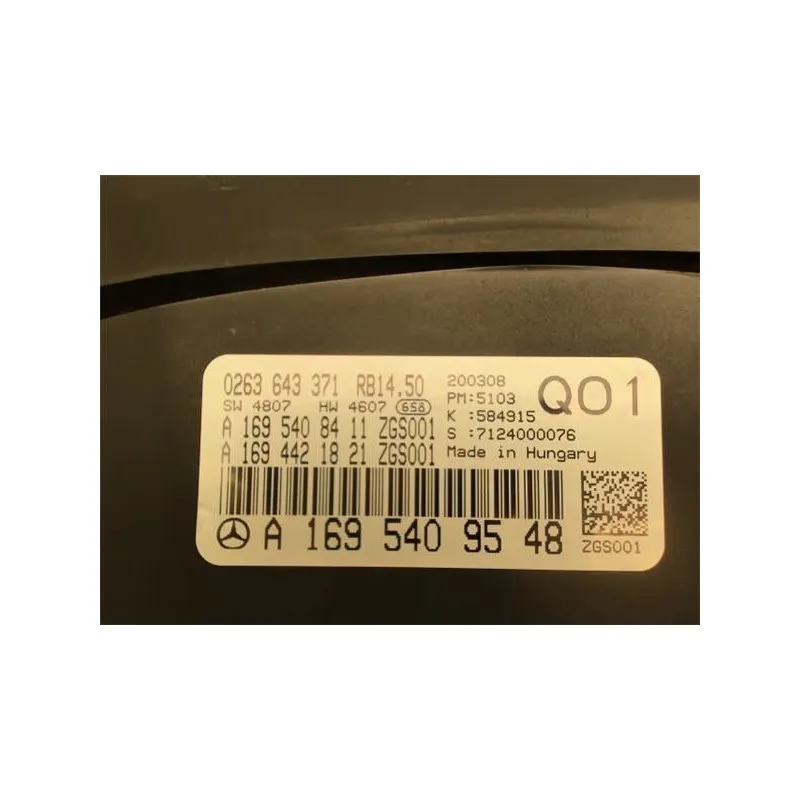 0263 643 371 RB14.50
SW 4807 HW 4607 658
A 169 540 84 11 ZGS001
A 169 442 18 21 ZGS001
200308
PM:5103
K :584915
S :7124000076
Made in Hungary
Q01
A 169 540 95 48
ZGS001